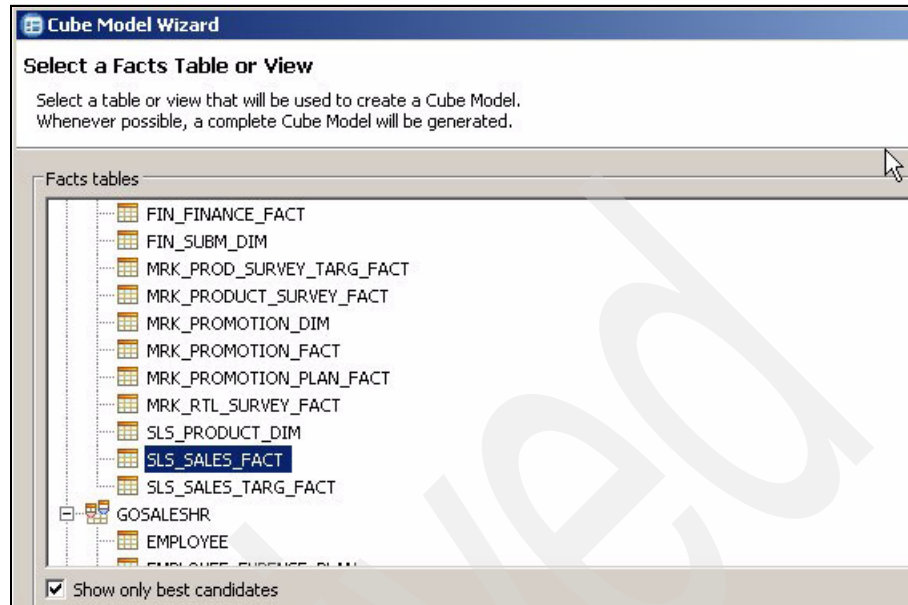 Cube Model Wizard
Select a Facts Table or View
Select a table or view that will be used to create a Cube Model.
Whenever possible, a complete Cube Model will be generated.
Facts tables
FIN_FINANCE_FACT
FIN_SUBM_DIM
MRK_PROD_SURVEY_TARG_FACT
MRK_PRODUCT_SURVEY_FACT
MRK_PROMOTION_DIM
MRK_PROMOTION_FACT
MRK_PROMOTION_PLAN_FACT
MRK_RTL_SURVEY_FACT
SLS_PRODUCT_DIM
SLS_SALES_FACT
SLS_SALES_TARG_FACT
GOSALESHR
EMPLOYEE
Show only best candidates